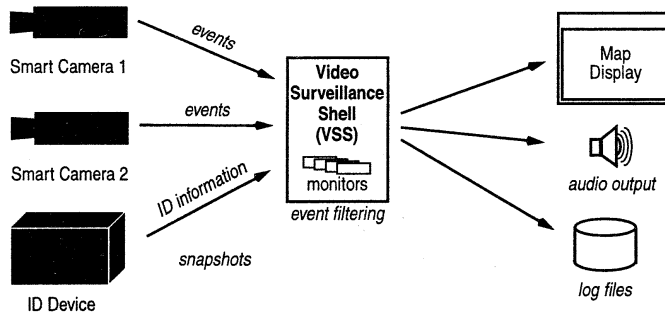 Smart Camera 1
events
Smart Camera 2
events
ID Device
ID information
snapshots
Video
Surveillance
Shell
(VSS)
monitors
event filtering
Map
Display
audio output
log files